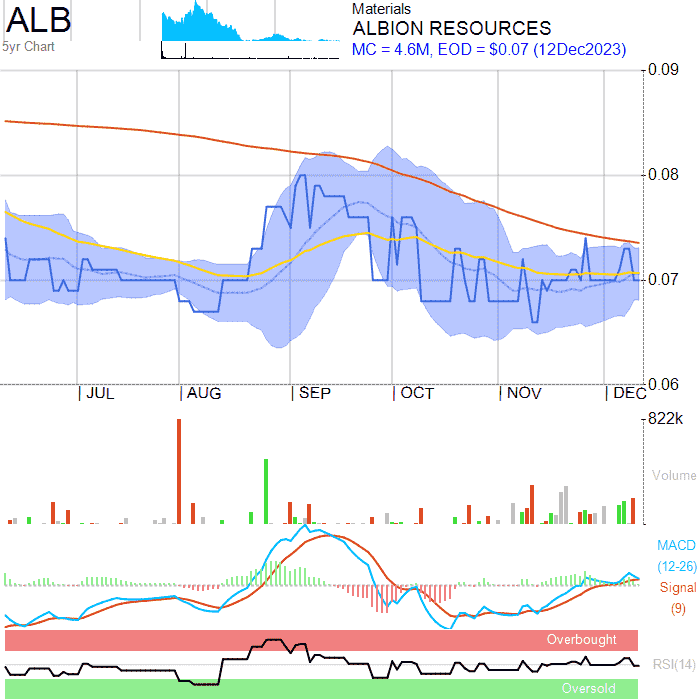 ALB
5yr Chart
Materials
ALBION RESOURCES
MC = 4.6M, EOD = $0.07 (12Dec2023)
0.09
0.08
0.07
0.06
| JUL | AUG | SEP | OCT | NOV | DEC
822k
Volume
MACD
(12-26)
Signal
(9)
Overbought
RSI(14)
Oversold